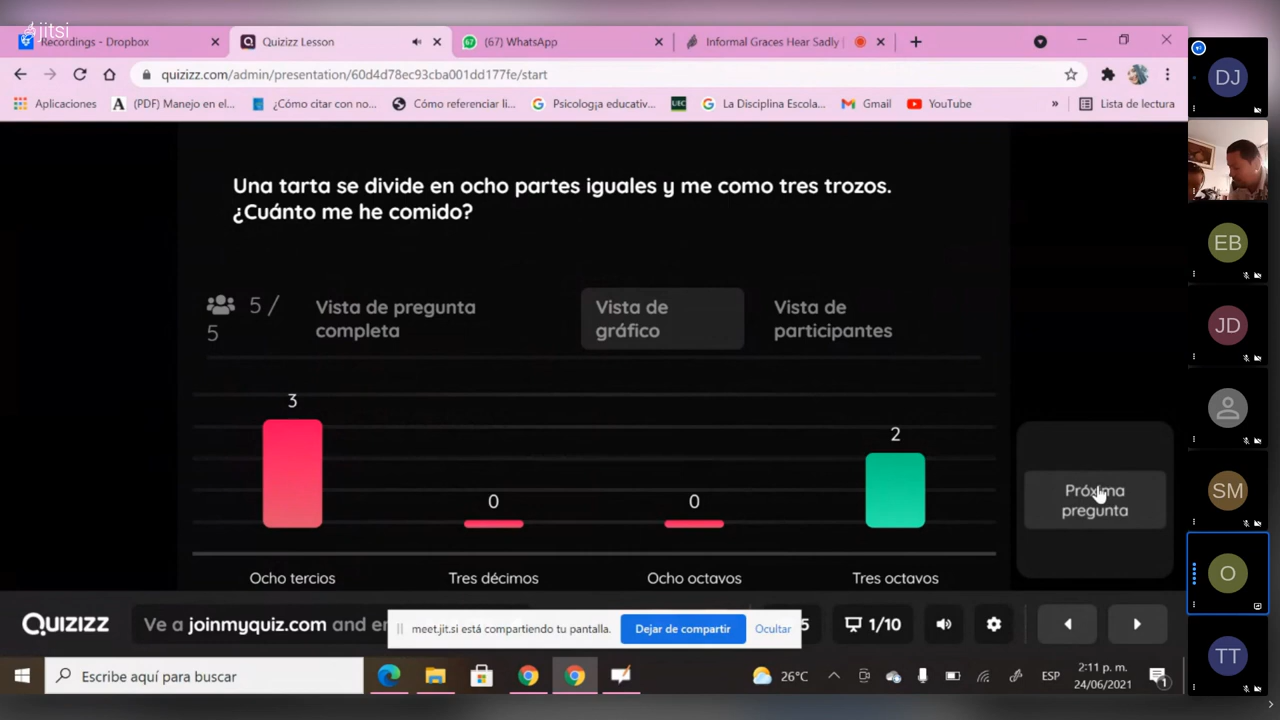 jitsi
Recordings - Dropbox
Quizizz Lesson
(67) WhatsApp
Informal Graces Hear Sadly
quizizz.com/admin/presentation/60d4d78ec93cba001dd177fe/start
Aplicaciones
(PDF) Manejo en el...
¿Cómo citar con no...
Cómo referenciar li...
Psicologja educativ...
UEC
La Disciplina Escola...
Gmail
YouTube
»
Lista de lectura
Una tarta se divide en ocho partes iguales y me como tres trozos.
¿Cuánto me he comido?
5 /
5
Vista de pregunta
completa
Vista de
gráfico
Vista de
participantes
3
0
0
2
Ocho tercios
Tres décimos
Ocho octavos
Tres octavos
Próxima
pregunta
QUIZIZZ
Ve a joinmyquiz.com and en
meet.jit.si está compartiendo tu pantalla.
Dejar de compartir
Ocultar
5
1/10
Escribe aquí para buscar
26°C
ESP
2:11 p. m.
24/06/2021
1
DJ
EB
JD
SM
O
TT